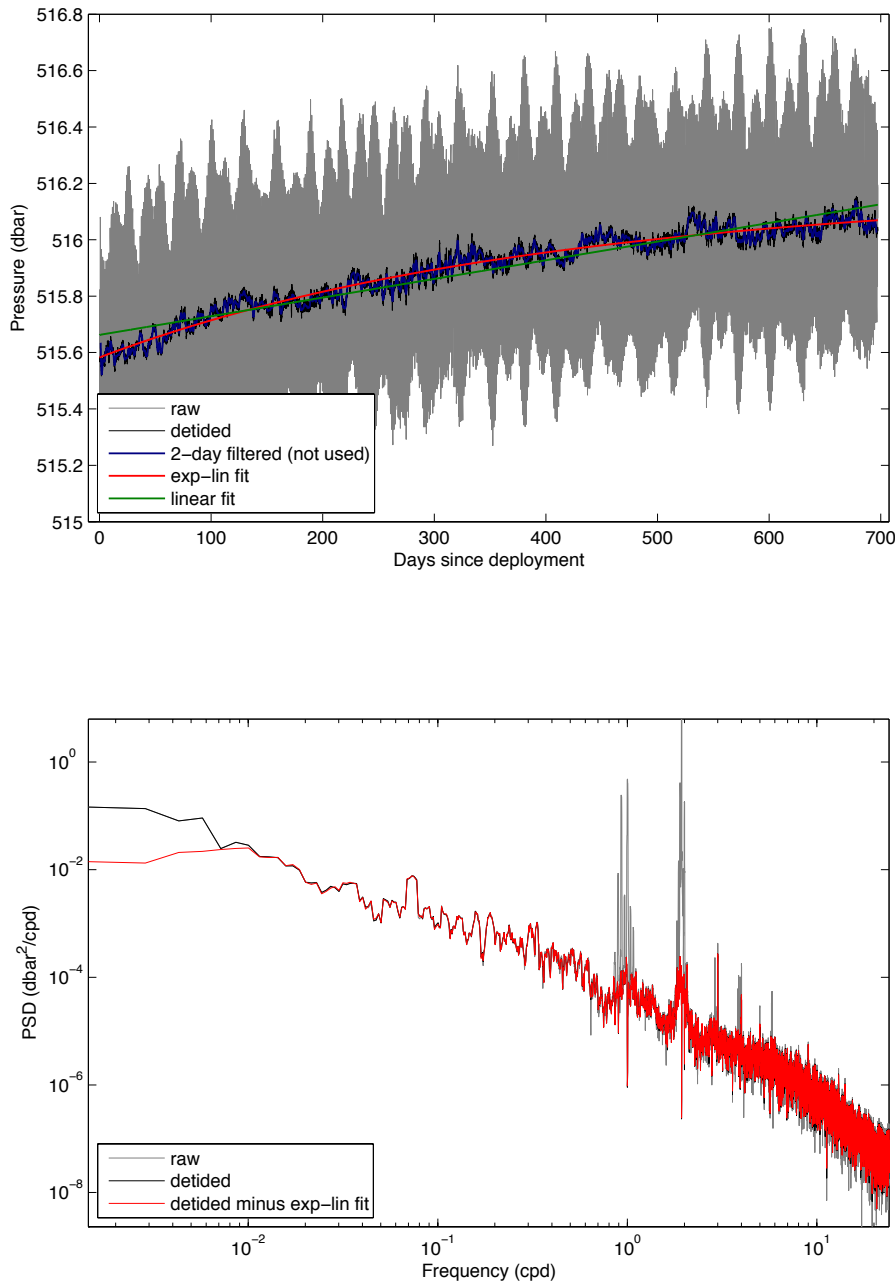 516.8
516.6
516.4
516.2
516
515.8
515.6
515.4
515.2
515
Pressure (dbar)
raw
detided
2−day filtered (not used)
exp−lin fit
linear fit
0 100 200 300 400 500 600 700
Days since deployment
10^0
10^−2
10^−4
10^−6
10^−8
PSD (dbar^2/cpd)
raw
detided
detided minus exp−lin fit
10^−2 10^−1 10^0 10^1
Frequency (cpd)